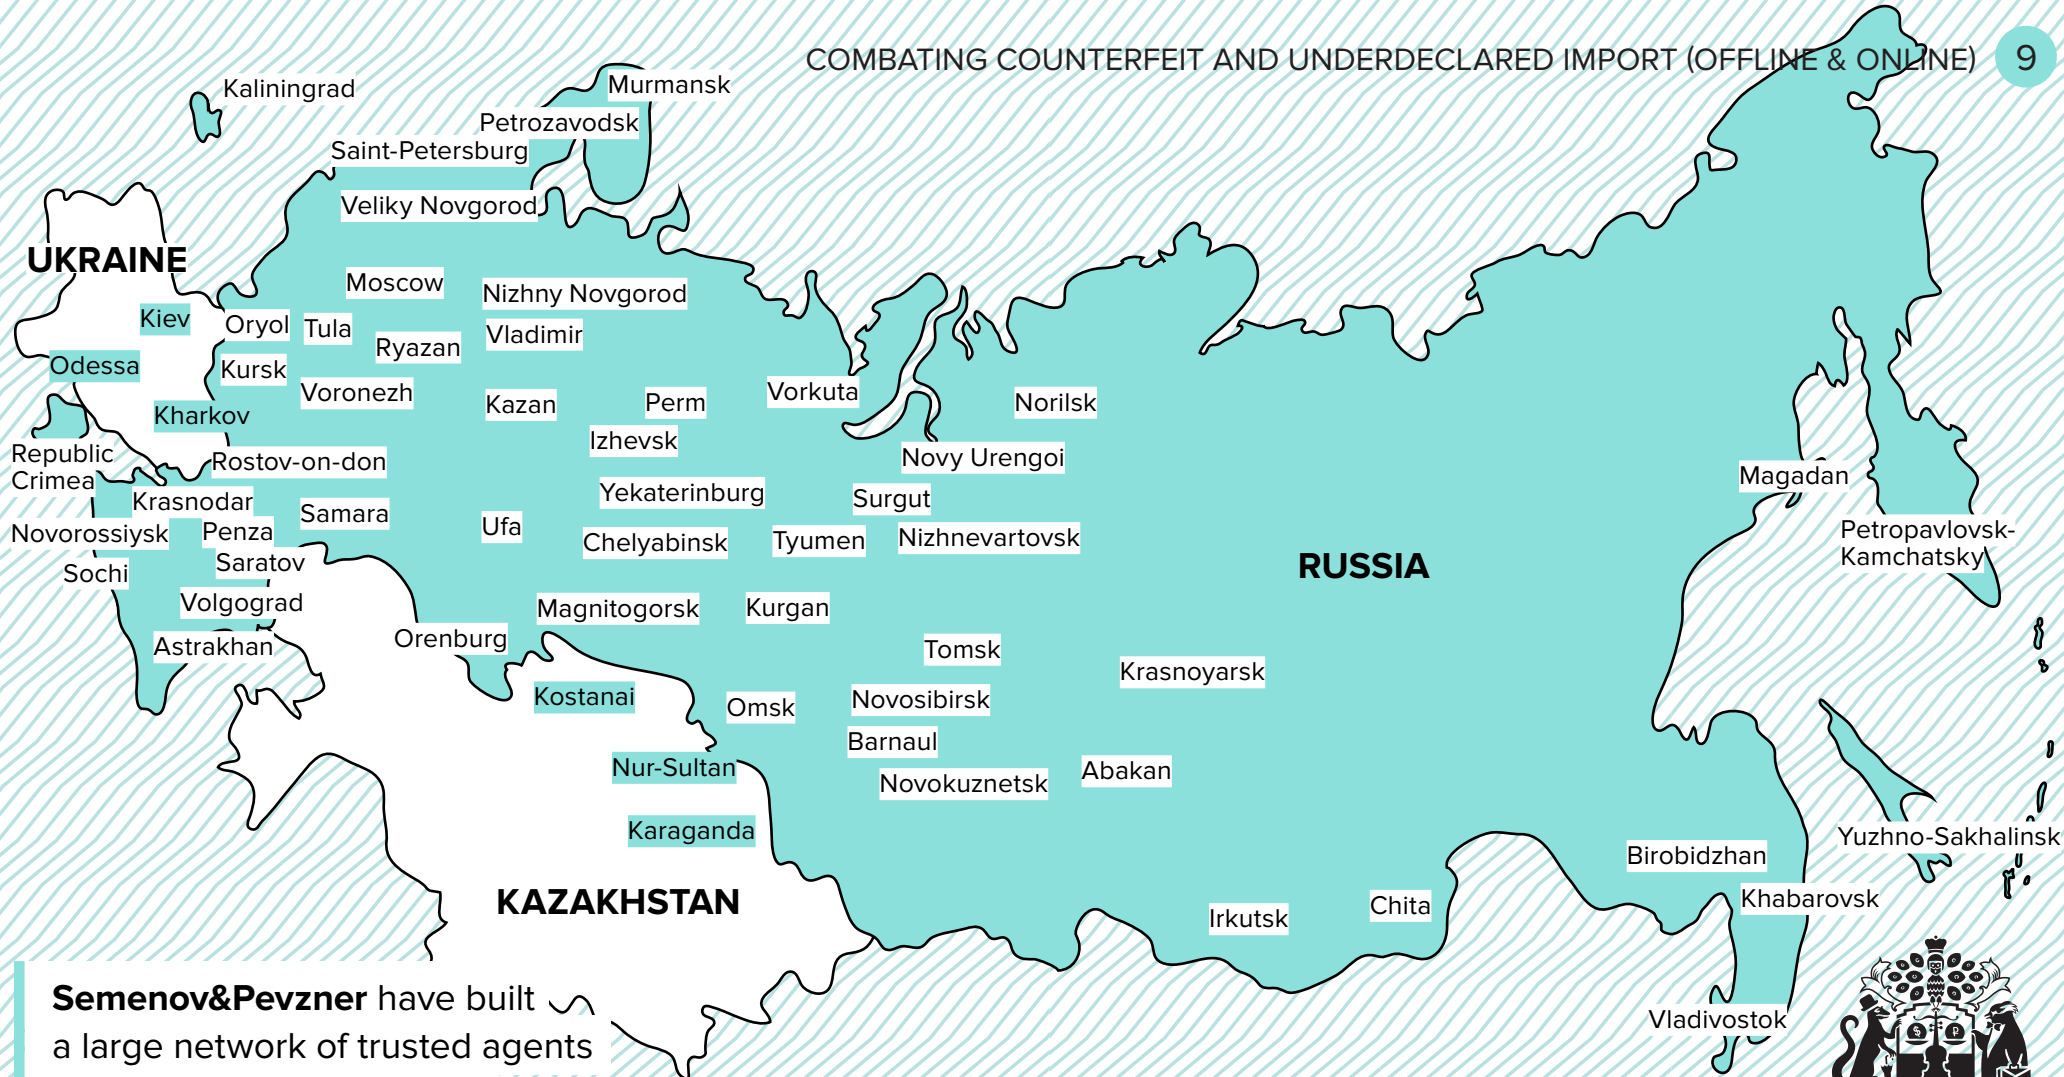 COMBATING COUNTERFEIT AND UNDERDECLARED IMPORT (OFFLINE & ONLINE)
9
Kaliningrad
Murmansk
Petrozavodsk
Saint-Petersburg
Veliky Novgorod
UKRAINE
Moscow
Nizhny Novgorod
Kiev
Oryol
Tula
Vladimir
Ryazan
Odessa
Kursk
Voronezh
Kazan
Perm
Vorkuta
Norilsk
Kharkov
Izhevsk
Republic
Crimea
Rostov-on-don
Novy Urengoi
Magadan
Krasnodar
Samara
Yekaterinburg
Surgut
Novorossiysk
Penza
Ufa
Chelyabinsk
Tyumen
Nizhnevartovsk
Petropavlovsk-
Kamchatsky
Saratov
Sochi
RUSSIA
Volgograd
Magnitogorsk
Kurgan
Astrakhan
Orenburg
Tomsk
Krasnoyarsk
Kostanai
Omsk
Novosibirsk
Barnaul
Nur-Sultan
Novokuznetsk
Abakan
Karaganda
Yuzhno-Sakhalinsk
Birobidzhan
KAZAKHSTAN
Irkutsk
Chita
Khabarovsk
Vladivostok
Semenov&Pevzner have built
a large network of trusted agents